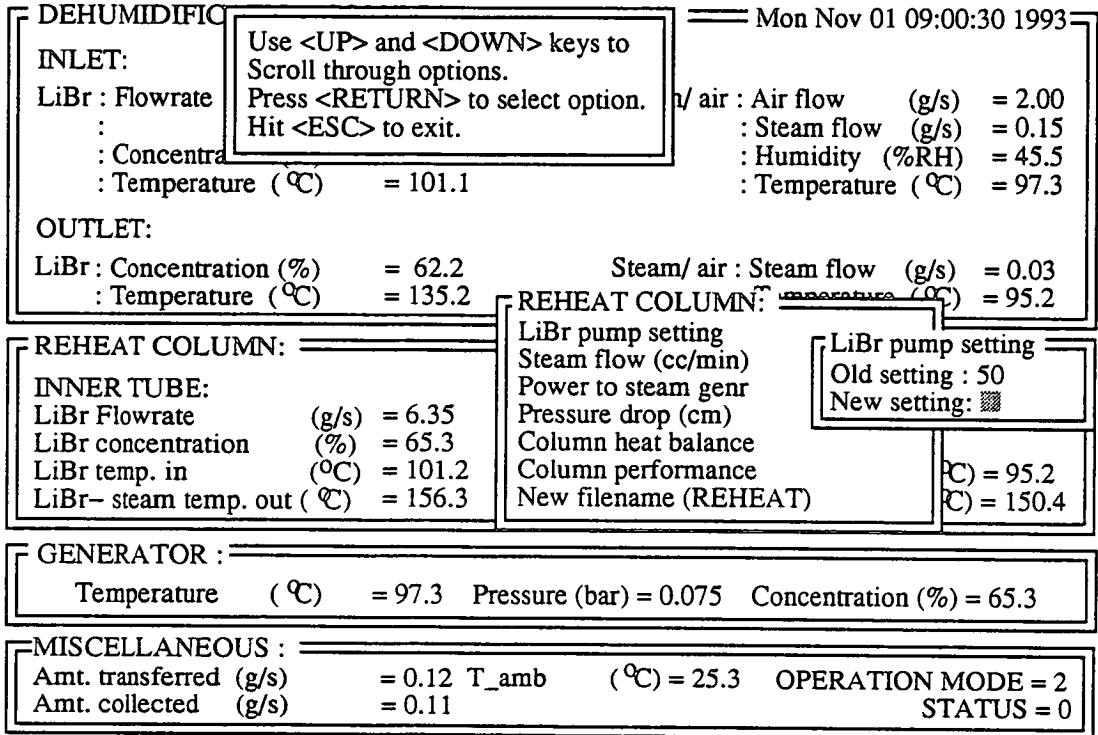 DEHUMIDIFIC
Mon Nov 01 09:00:30 1993
Use <UP> and <DOWN> keys to
Scroll through options.
Press <RETURN> to select option.
Hit <ESC> to exit.
INLET:
LiBr : Flowrate
/ air : Air flow (g/s) = 2.00
: : Steam flow (g/s) = 0.15
: Concentra : Humidity (%RH) = 45.5
: Temperature (°C) = 101.1 : Temperature (°C) = 97.3
OUTLET:
LiBr : Concentration (%) = 62.2 Steam/ air : Steam flow (g/s) = 0.03
: Temperature (°C) = 135.2 (°C) = 95.2
REHEAT COLUMN:
LiBr pump setting
Steam flow (cc/min)
Power to steam genr
Pressure drop (cm)
Column heat balance
Column performance
New filename (REHEAT)
LiBr pump setting
Old setting : 50
New setting:
REHEAT COLUMN:
INNER TUBE:
LiBr Flowrate (g/s) = 6.35
LiBr concentration (%) = 65.3
LiBr temp. in (°C) = 101.2 °C) = 95.2
LiBr– steam temp. out (°C) = 156.3 °C) = 150.4
GENERATOR :
Temperature (°C) = 97.3 Pressure (bar) = 0.075 Concentration (%) = 65.3
MISCELLANEOUS :
Amt. transferred (g/s) = 0.12 T_amb (°C) = 25.3 OPERATION MODE = 2
Amt. collected (g/s) = 0.11 STATUS = 0